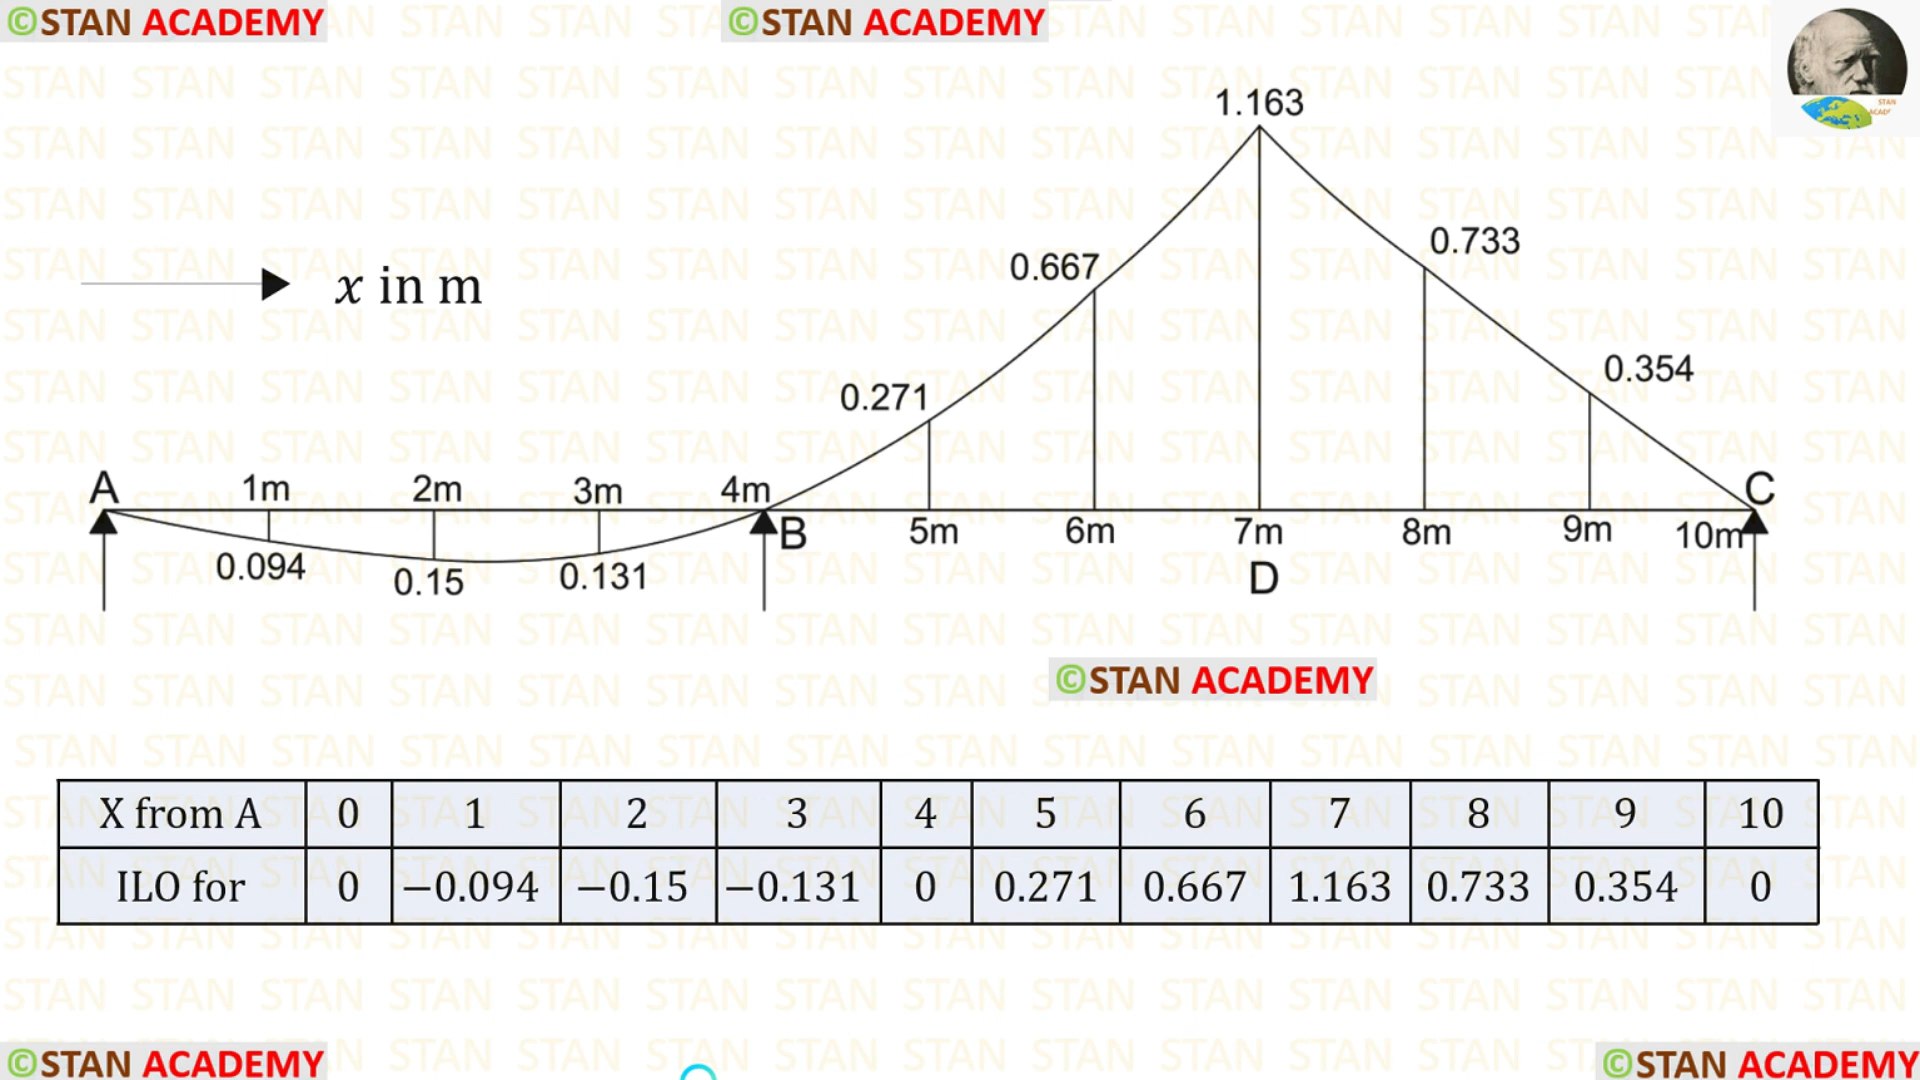 ©STAN ACADEMY
©STAN ACADEMY
STAN
ACADY
1.163
0.733
0.667
x in m
0.354
0.271
A
1m
2m
3m
4m
C
B
5m
6m
7m
8m
9m
10m
0.094
0.15
0.131
D
©STAN ACADEMY
X from A 0 1 2 3 4 5 6 7 8 9 10
ILO for 0 −0.094 −0.15 −0.131 0 0.271 0.667 1.163 0.733 0.354 0
©STAN ACADEMY
©STAN ACADEMY